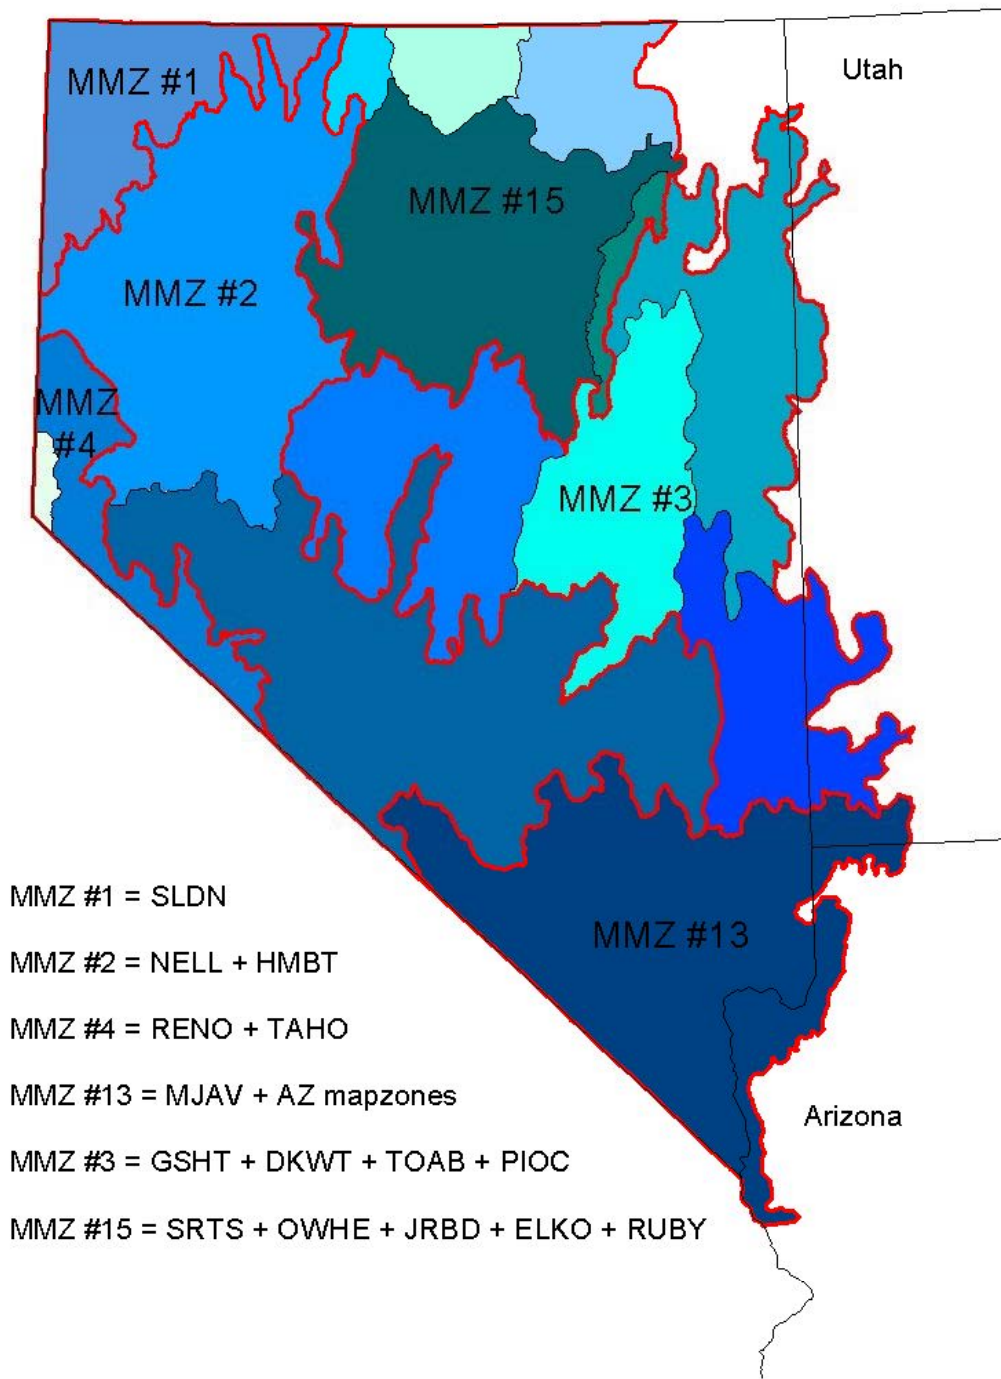 Utah
MMZ #1
MMZ #15
MMZ #2
MMZ
#4
MMZ #3
MMZ #13
Arizona
MMZ #1 = SLDN
MMZ #2 = NELL + HMBT
MMZ #4 = RENO + TAHO
MMZ #13 = MJAV + AZ mapzones
MMZ #3 = GSHT + DKWT + TOAB + PIOC
MMZ #15 = SRTS + OWHE + JRBD + ELKO + RUBY